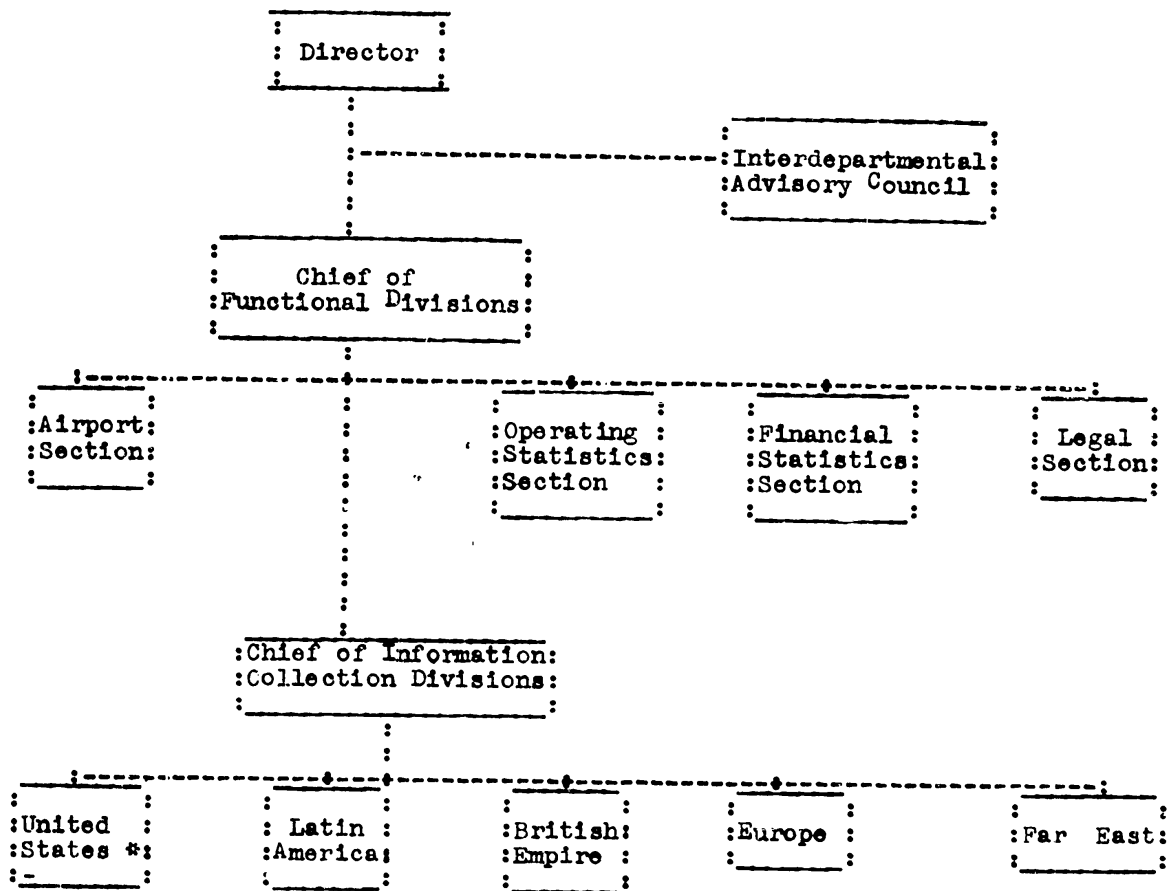 Director
Interdepartmental
Advisory Council
Chief of
Functional Divisions
Airport
Section
Operating
Statistics
Section
Financial
Statistics
Section
Legal
Section
Chief of Information
Collection Divisions
United
States *
Latin
America
British
Empire
Europe
Far East